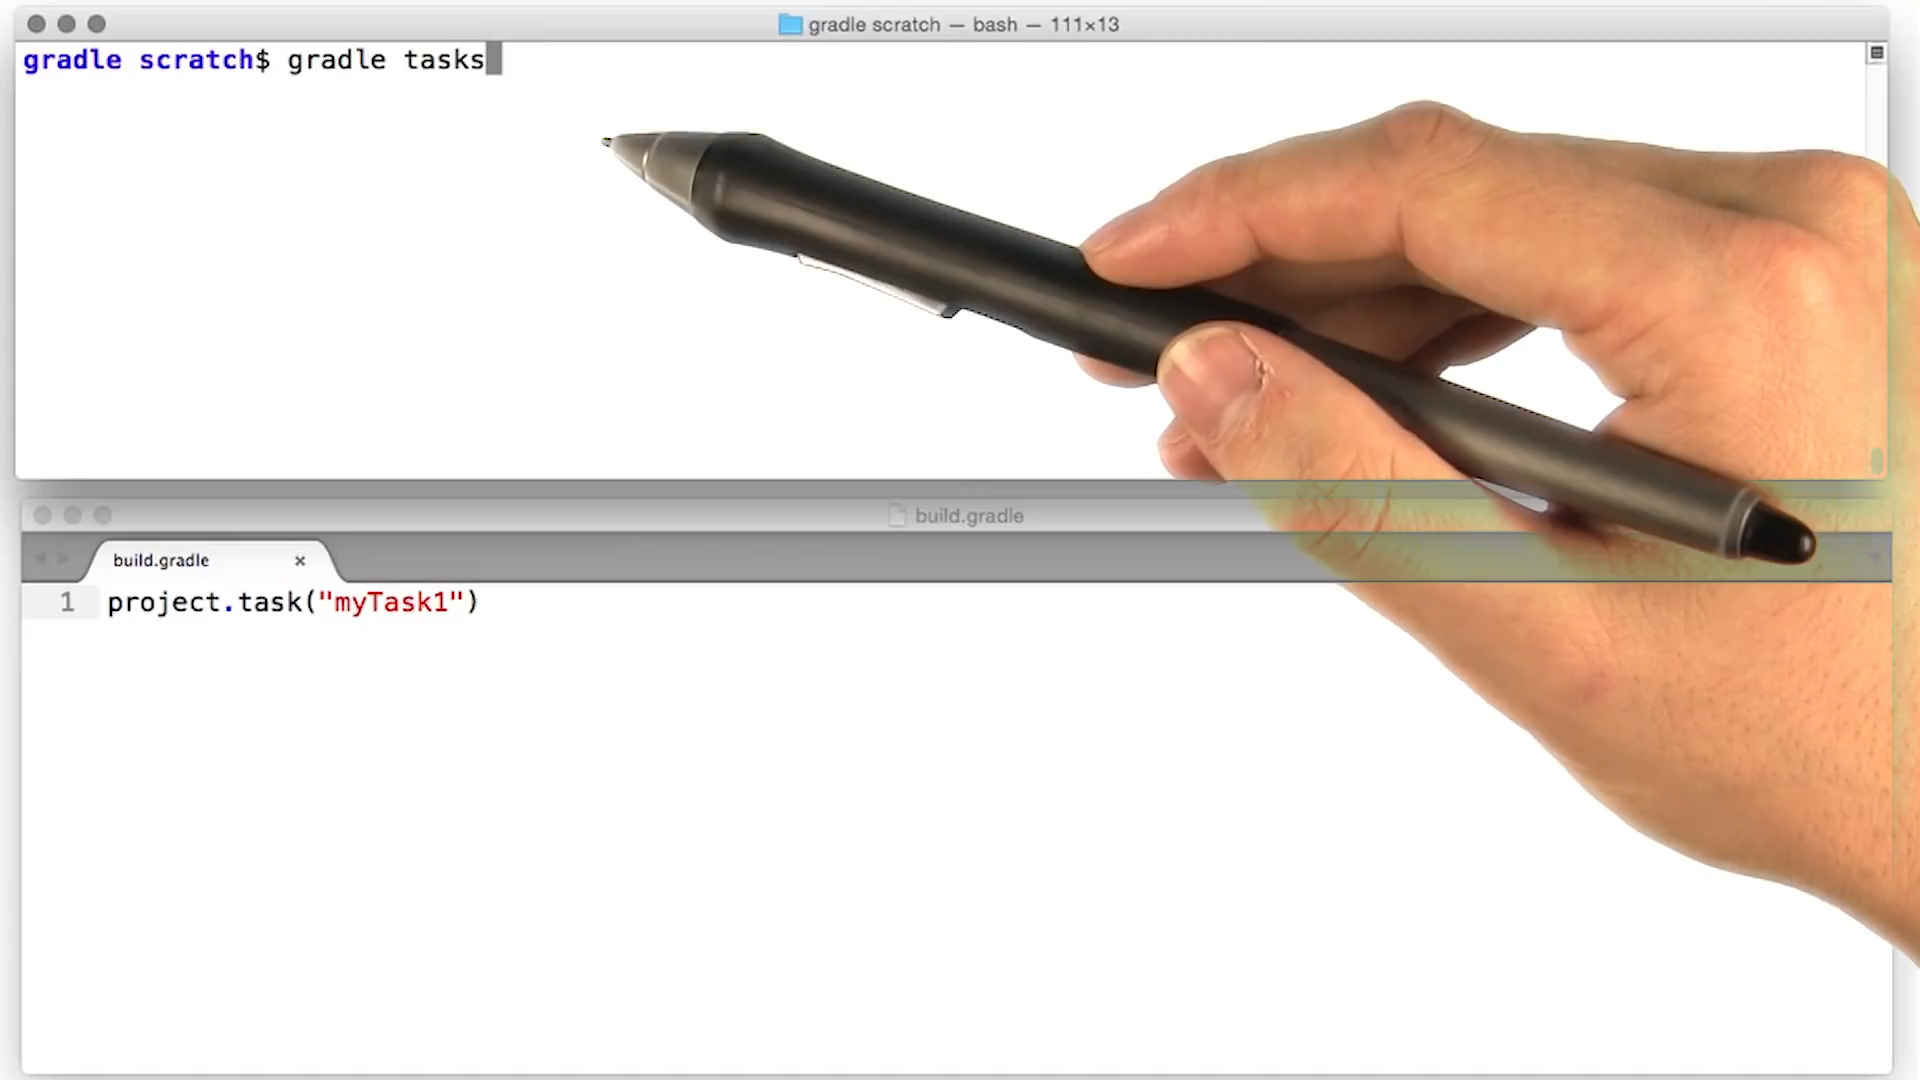 gradle scratch — bash — 111×13
gradle scratch$ gradle tasks
build.gradle
build.gradle ×
1 project.task("myTask1")